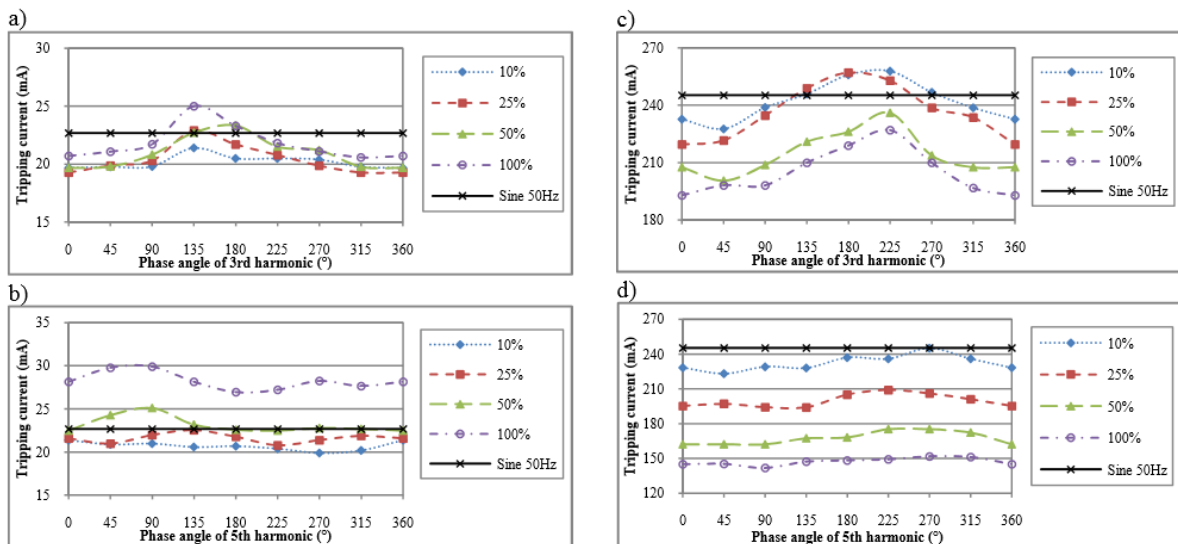 a)
30
25
20
15
Tripping current (mA)
0 45 90 135 180 225 270 315 360
Phase angle of 3rd harmonic (°)
10%
25%
50%
100%
Sine 50Hz
b)
35
30
25
20
15
Tripping current (mA)
0 45 90 135 180 225 270 315 360
Phase angle of 5th harmonic (°)
10%
25%
50%
100%
Sine 50Hz
c)
270
240
210
180
Tripping current (mA)
0 45 90 135 180 225 270 315 360
Phase angle of 3rd harmonic (°)
10%
25%
50%
100%
Sine 50Hz
d)
270
240
210
180
150
120
Tripping current (mA)
0 45 90 135 180 225 270 315 360
Phase angle of 5th harmonic (°)
10%
25%
50%
100%
Sine 50Hz